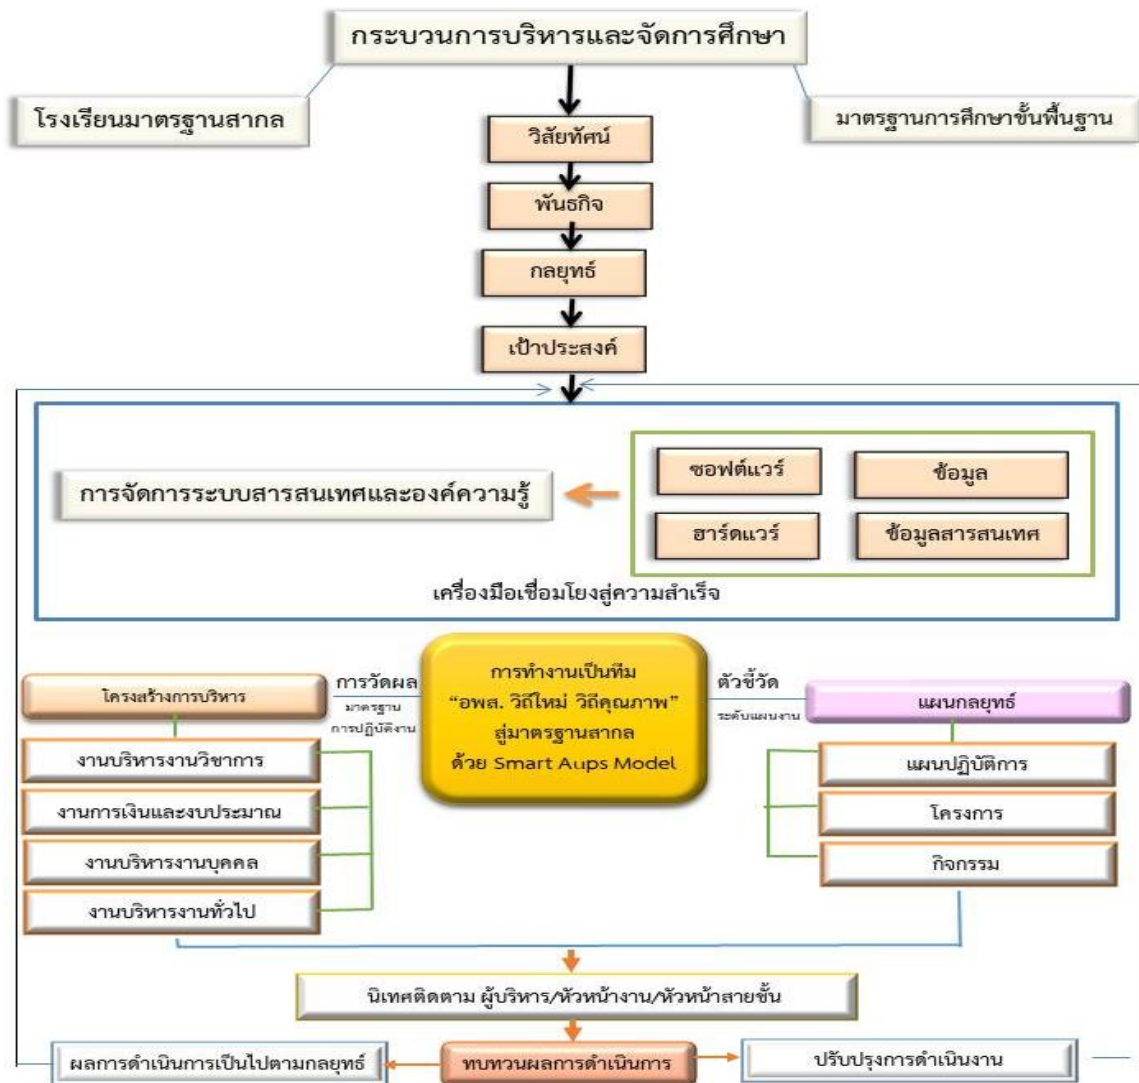 กระบวนการบริหารและจัดการศึกษา
โรงเรียนมาตรฐานสากล
มาตรฐานการศึกษาขั้นพื้นฐาน
วิสัยทัศน์
พันธกิจ
กลยุทธ์
เป้าประสงค์
การจัดการระบบสารสนเทศและองค์ความรู้
ซอฟต์แวร์
ข้อมูล
ฮาร์ดแวร์
ข้อมูลสารสนเทศ
เครื่องมือเชื่อมโยงสู่ความสำเร็จ
โครงสร้างการบริหาร
การวัดผล
มาตรฐาน
การปฏิบัติงาน
การทำงานเป็นทีม
“อพส. วิถีใหม่ วิถีคุณภาพ”
สู่มาตรฐานสากล
ด้วย Smart Aups Model
ตัวชี้วัด
ระดับแผนงาน
แผนกลยุทธ์
งานบริหารงานวิชาการ
งานการเงินและงบประมาณ
งานบริหารงานบุคคล
งานบริหารงานทั่วไป
แผนปฏิบัติการ
โครงการ
กิจกรรม
นิเทศติดตาม ผู้บริหาร/หัวหน้างาน/หัวหน้าสายชั้น
ผลการดำเนินการเป็นไปตามกลยุทธ์
ทบทวนผลการดำเนินการ
ปรับปรุงการดำเนินงาน